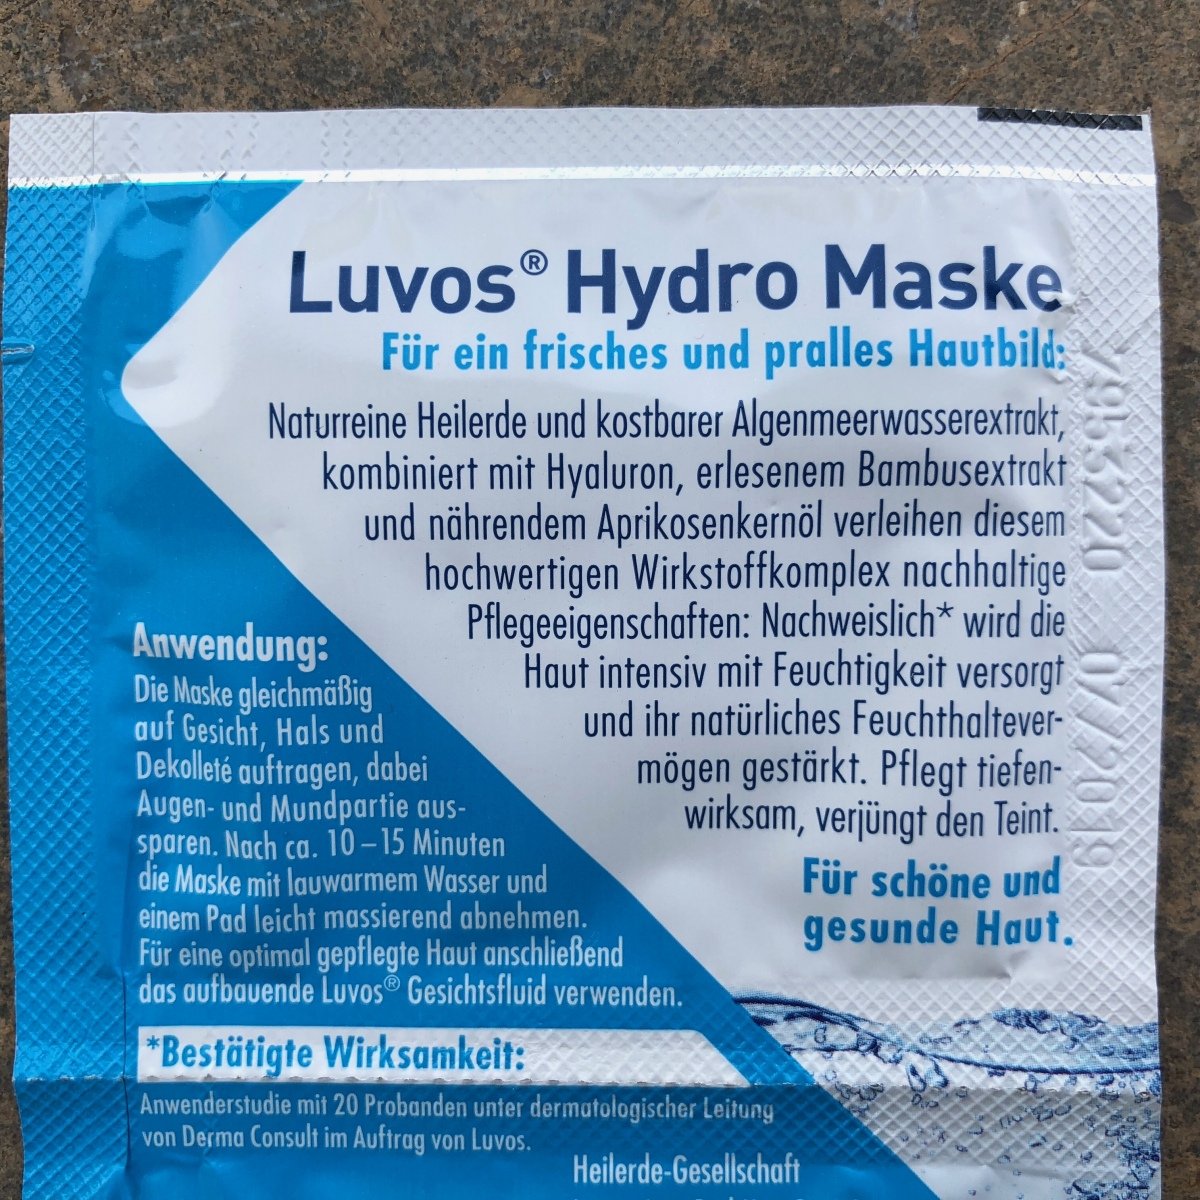 Luvos® Hydro Maske
Für ein frisches und pralles Hautbild:
Naturreine Heilerde und kostbarer Algenmeerwasserextrakt,
kombiniert mit Hyaluron, erlesenem Bambusextrakt
und nährendem Aprikosenkernöl verleihen diesem
hochwertigen Wirkstoffkomplex nachhaltige
Pflegeeigenschaften: Nachweislich* wird die
Haut intensiv mit Feuchtigkeit versorgt
und ihr natürliches Feuchthaltever-
mögen gestärkt. Pflegt tiefen-
wirksam, verjüngt den Teint.
Für schöne und
gesunde Haut.
Anwendung:
Die Maske gleichmäßig
auf Gesicht, Hals und
Dekolleté auftragen, dabei
Augen- und Mundpartie aus-
sparen. Nach ca. 10–15 Minuten
die Maske mit lauwarmem Wasser und
einem Pad leicht massierend abnehmen.
Für eine optimal gepflegte Haut anschließend
das aufbauende Luvos® Gesichtsfluid verwenden.
*Bestätigte Wirksamkeit:
Anwenderstudie mit 20 Probanden unter dermatologischer Leitung
von Derma Consult im Auftrag von Luvos.
Heilerde-Gesellschaft
7953220 07/2019